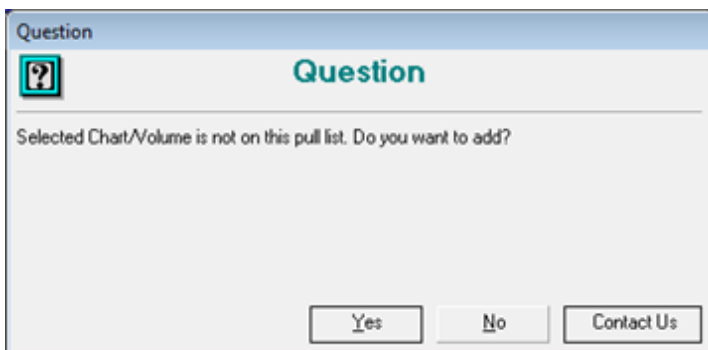 Question
?
Question
Selected Chart/Volume is not on this pull list. Do you want to add?
Yes No Contact Us